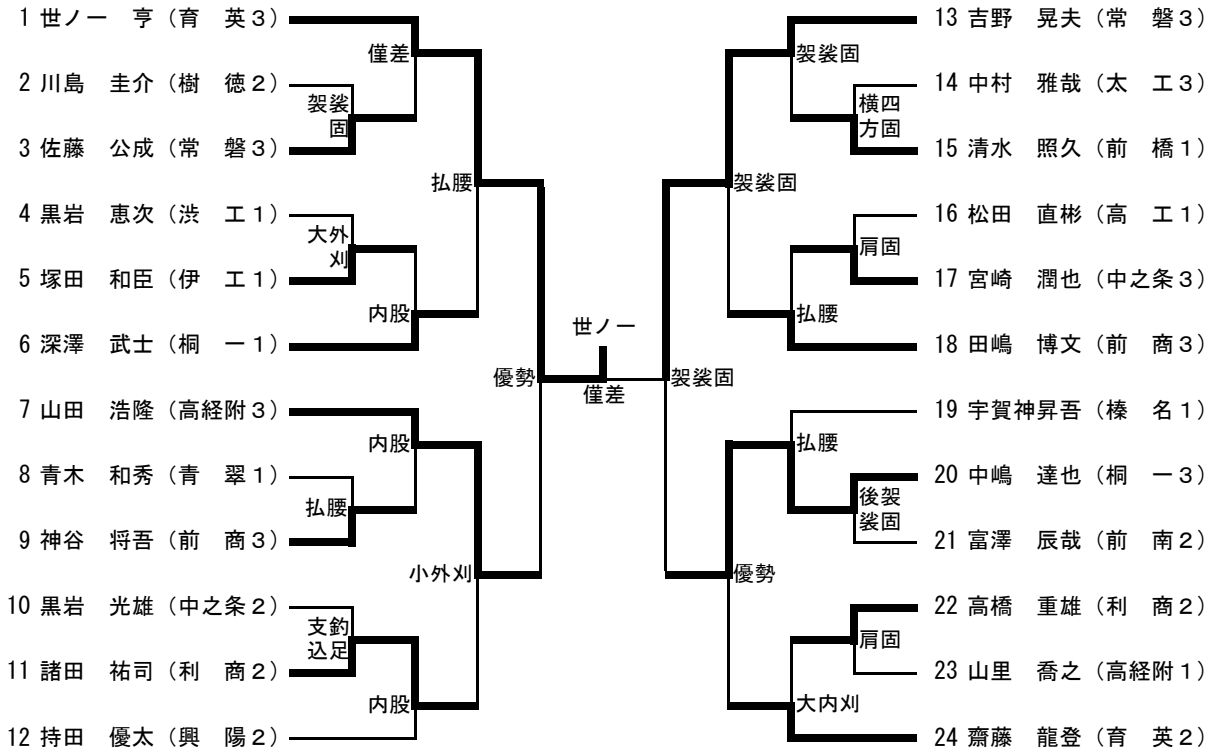 1 世ノ一 亨（育 英３）
2 川島 圭介（樹 徳２）
3 佐藤 公成（常 磐３）
4 黒岩 恵次（渋 工１）
5 塚田 和臣（伊 工１）
6 深澤 武士（桐 一１）
7 山田 浩隆（高経附３）
8 青木 和秀（青 翠１）
9 神谷 将吾（前 商３）
10 黒岩 光雄（中之条２）
11 諸田 祐司（利 商２）
12 持田 優太（興 陽２）
僅差
袈裟
固
払腰
大外
刈
内股
優勢
内股
払腰
小外刈
支釣
込足
内股
世ノ一
僅差
袈裟固
横四
方固
袈裟固
肩固
払腰
袈裟固
払腰
後袈
裟固
優勢
肩固
大内刈
13 吉野 晃夫（常 磐３）
14 中村 雅哉（太 工３）
15 清水 照久（前 橋１）
16 松田 直彬（高 工１）
17 宮崎 潤也（中之条３）
18 田嶋 博文（前 商３）
19 宇賀神昇吾（榛 名１）
20 中嶋 達也（桐 一３）
21 富澤 辰哉（前 南２）
22 高橋 重雄（利 商２）
23 山里 喬之（高経附１）
24 齋藤 龍登（育 英２）